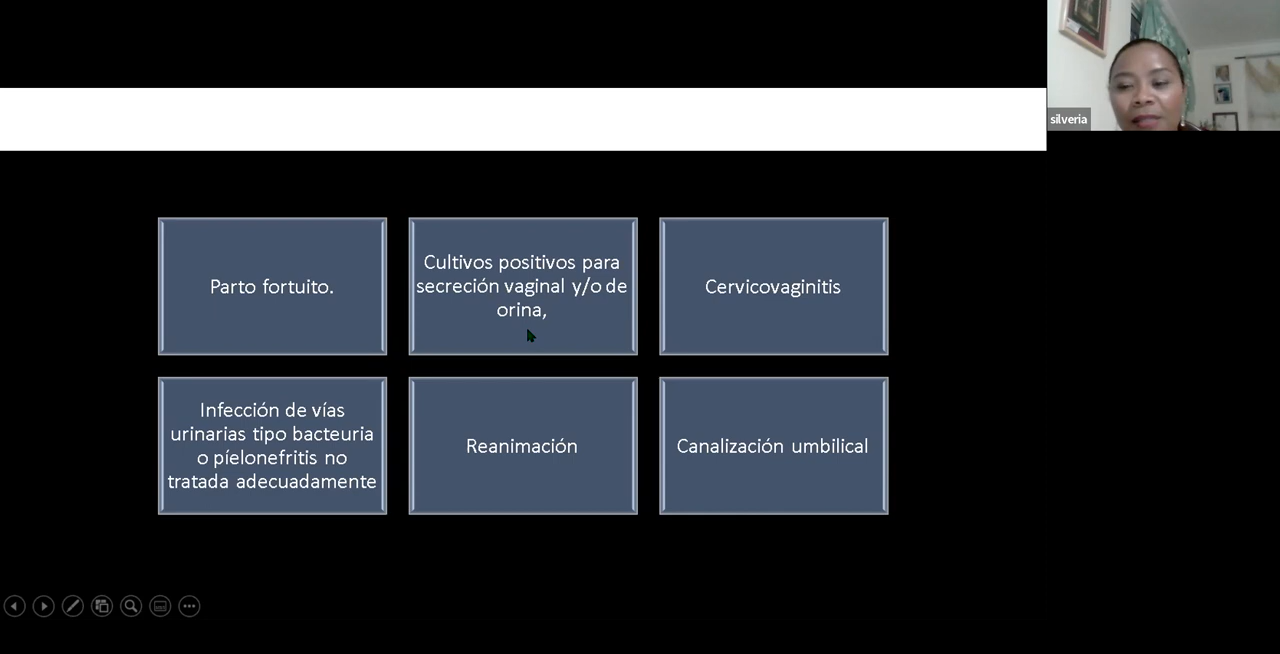 silveria
Parto fortuito.
Cultivos positivos para
secreción vaginal y/o de
orina,
Cervicovaginitis
Infección de vías
urinarias tipo bacteuria
o píelonefritis no
tratada adecuadamente
Reanimación
Canalización umbilical